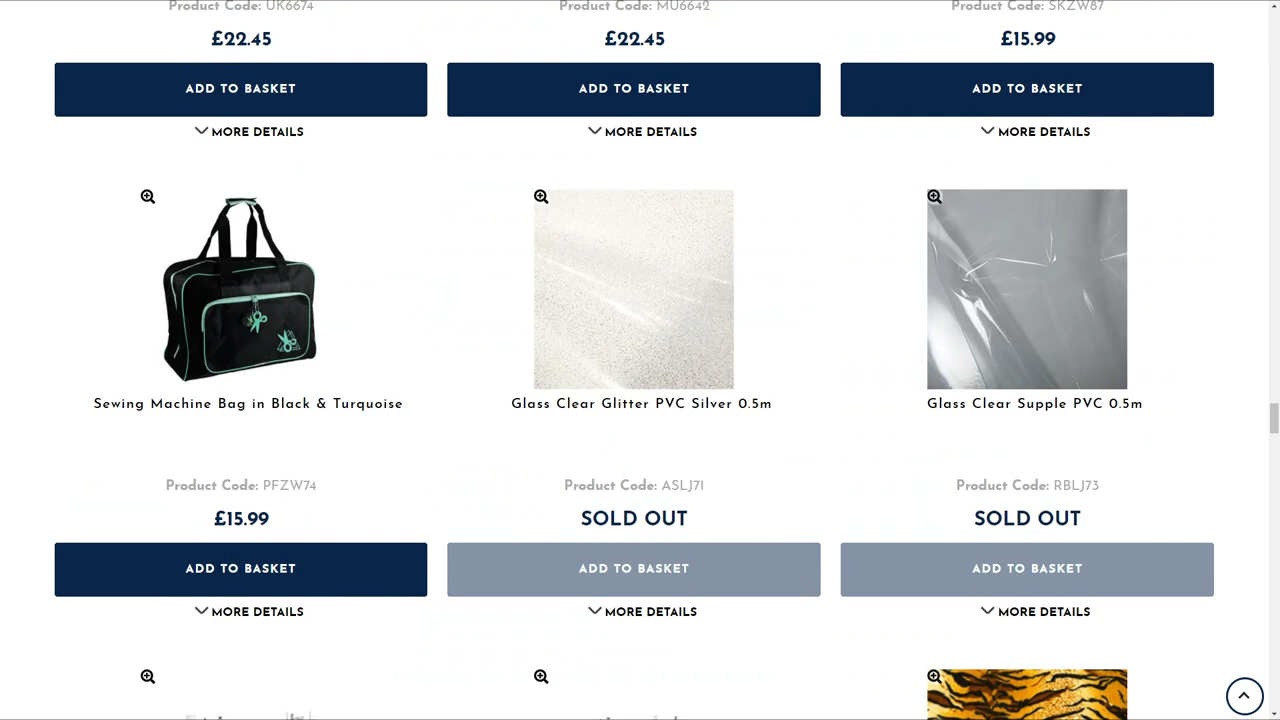 Product Code: UK6674
Product Code: MU6642
Product Code: SKZW87
£22.45
£22.45
£15.99
ADD TO BASKET
ADD TO BASKET
ADD TO BASKET
MORE DETAILS
MORE DETAILS
MORE DETAILS
Sewing Machine Bag in Black & Turquoise
Glass Clear Glitter PVC Silver 0.5m
Glass Clear Supple PVC 0.5m
Product Code: PFZW74
Product Code: ASLJ71
Product Code: RBLJ73
£15.99
SOLD OUT
SOLD OUT
ADD TO BASKET
ADD TO BASKET
ADD TO BASKET
MORE DETAILS
MORE DETAILS
MORE DETAILS